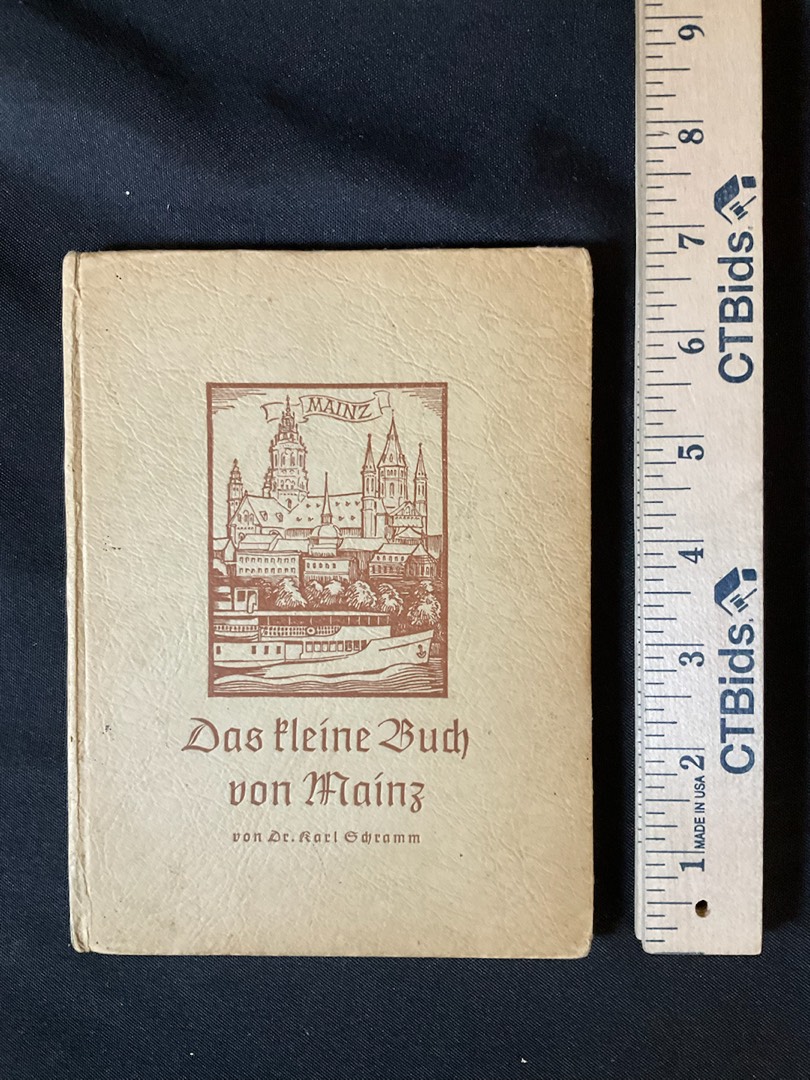 MAINZ
Das kleine Buch
von Mainz
von Dr. Karl Schramm
9
8
7
6
5
4
3
2
1
MADE IN USA
CTBids.
CTBids.